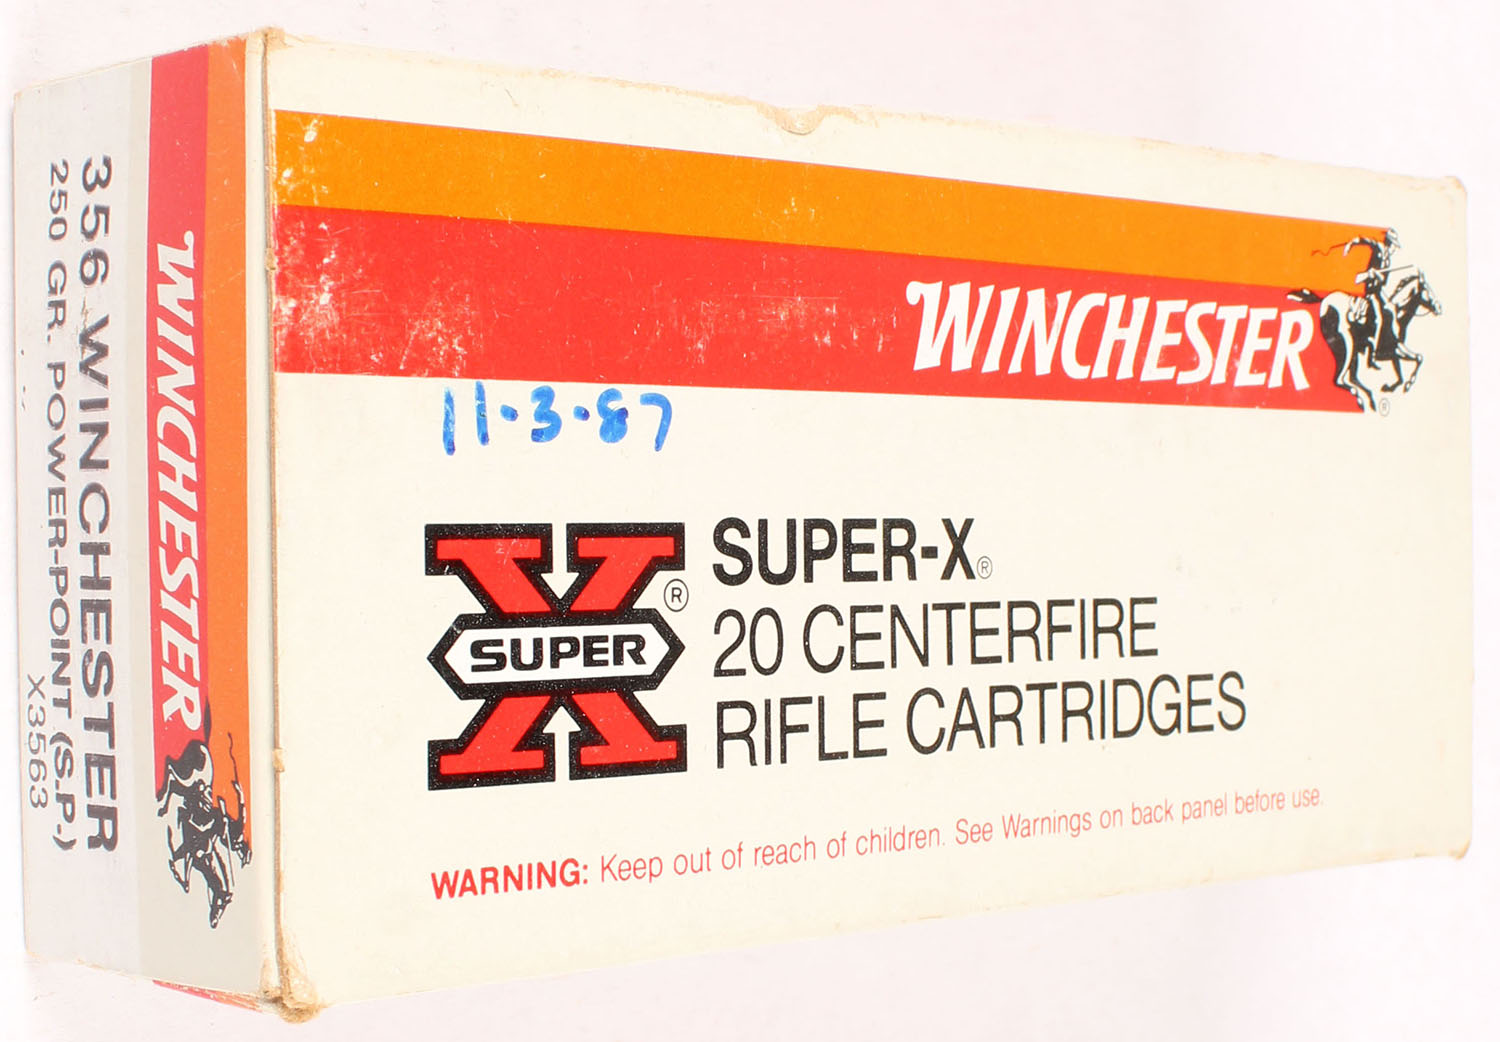 WINCHESTER
®
11·3·87
SUPER
®
SUPER-X®
20 CENTERFIRE
RIFLE CARTRIDGES
WARNING: Keep out of reach of children. See Warnings on back panel before use.
WINCHESTER
356 WINCHESTER
250 GR. POWER-POINT (S.P.)
X3563